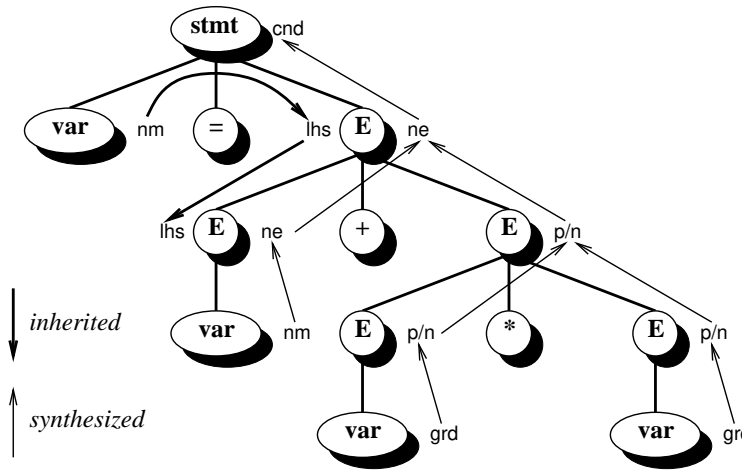 stmt cnd
var nm = lhs E ne
lhs E ne + E p/n
inherited
var nm E p/n * E p/n
synthesized
var grd var